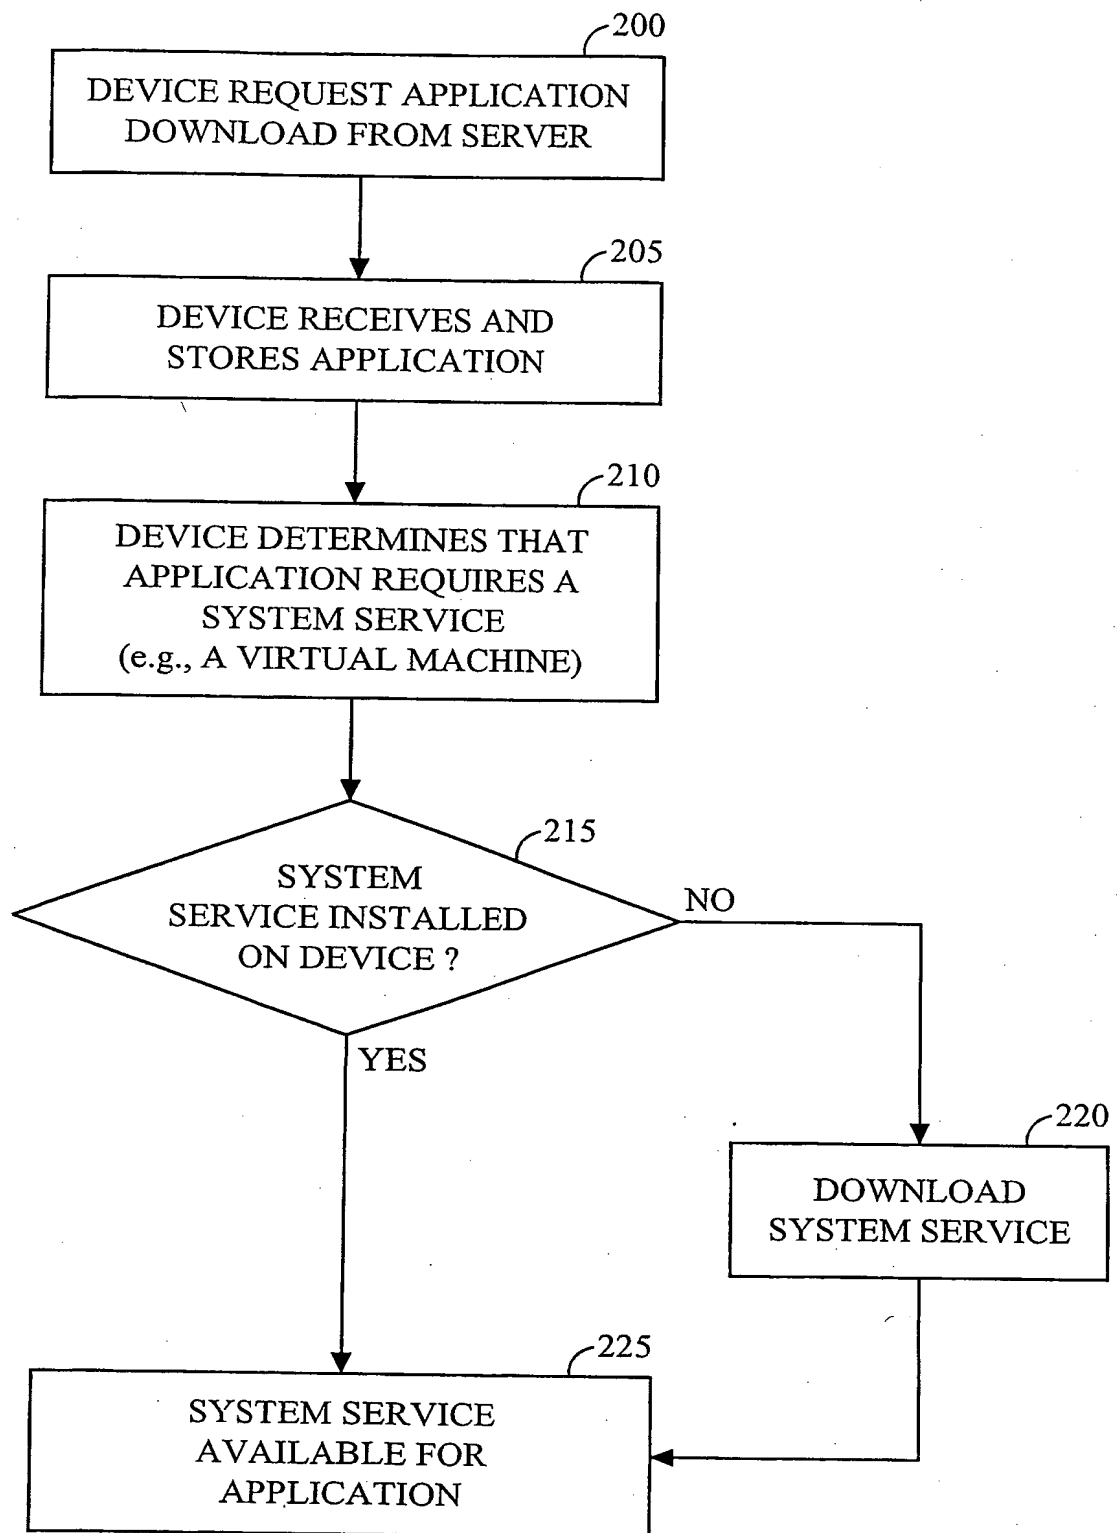 200
DEVICE REQUEST APPLICATION
DOWNLOAD FROM SERVER
205
DEVICE RECEIVES AND
STORES APPLICATION
210
DEVICE DETERMINES THAT
APPLICATION REQUIRES A
SYSTEM SERVICE
(e.g., A VIRTUAL MACHINE)
215
SYSTEM
SERVICE INSTALLED
ON DEVICE ?
NO
YES
220
DOWNLOAD
SYSTEM SERVICE
225
SYSTEM SERVICE
AVAILABLE FOR
APPLICATION